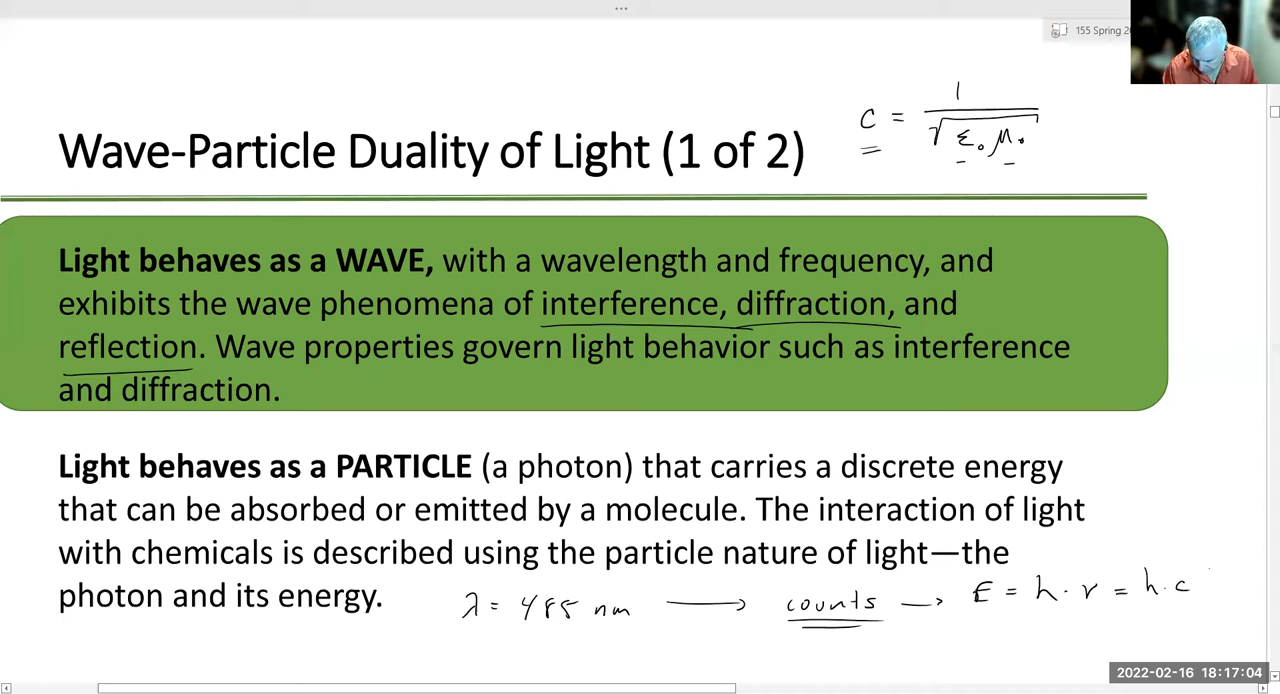 155 Spring 20
c = 1 / √ε₀ μ₀
Wave-Particle Duality of Light (1 of 2)
Light behaves as a WAVE, with a wavelength and frequency, and
exhibits the wave phenomena of interference, diffraction, and
reflection. Wave properties govern light behavior such as interference
and diffraction.
Light behaves as a PARTICLE (a photon) that carries a discrete energy
that can be absorbed or emitted by a molecule. The interaction of light
with chemicals is described using the particle nature of light—the
photon and its energy.
λ = 488 nm → counts → E = h · ν = h · c
2022-02-16 18:17:04